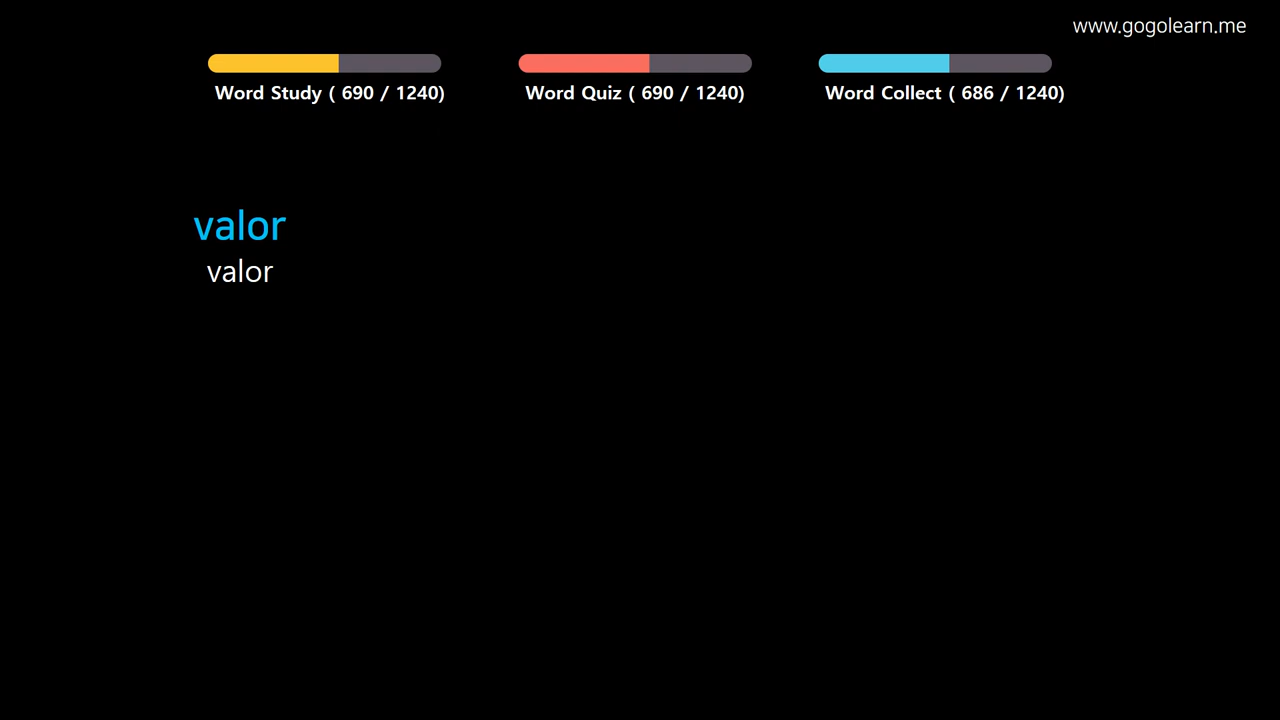 www.gogolearn.me
Word Study ( 690 / 1240)
Word Quiz ( 690 / 1240)
Word Collect ( 686 / 1240)
valor
valor